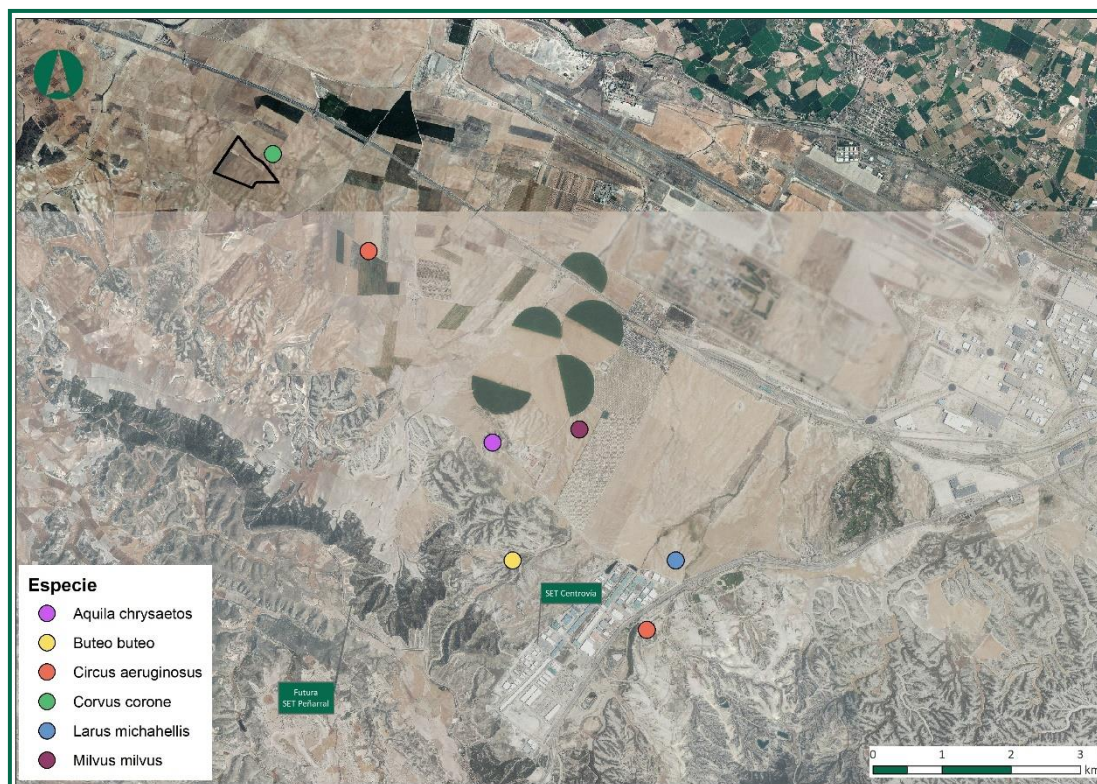 SET Centrovía
Futura
SET Peñarral
Especie
Aquila chrysaetos
Buteo buteo
Circus aeruginosus
Corvus corone
Larus michahellis
Milvus milvus
0 1 2 3
km